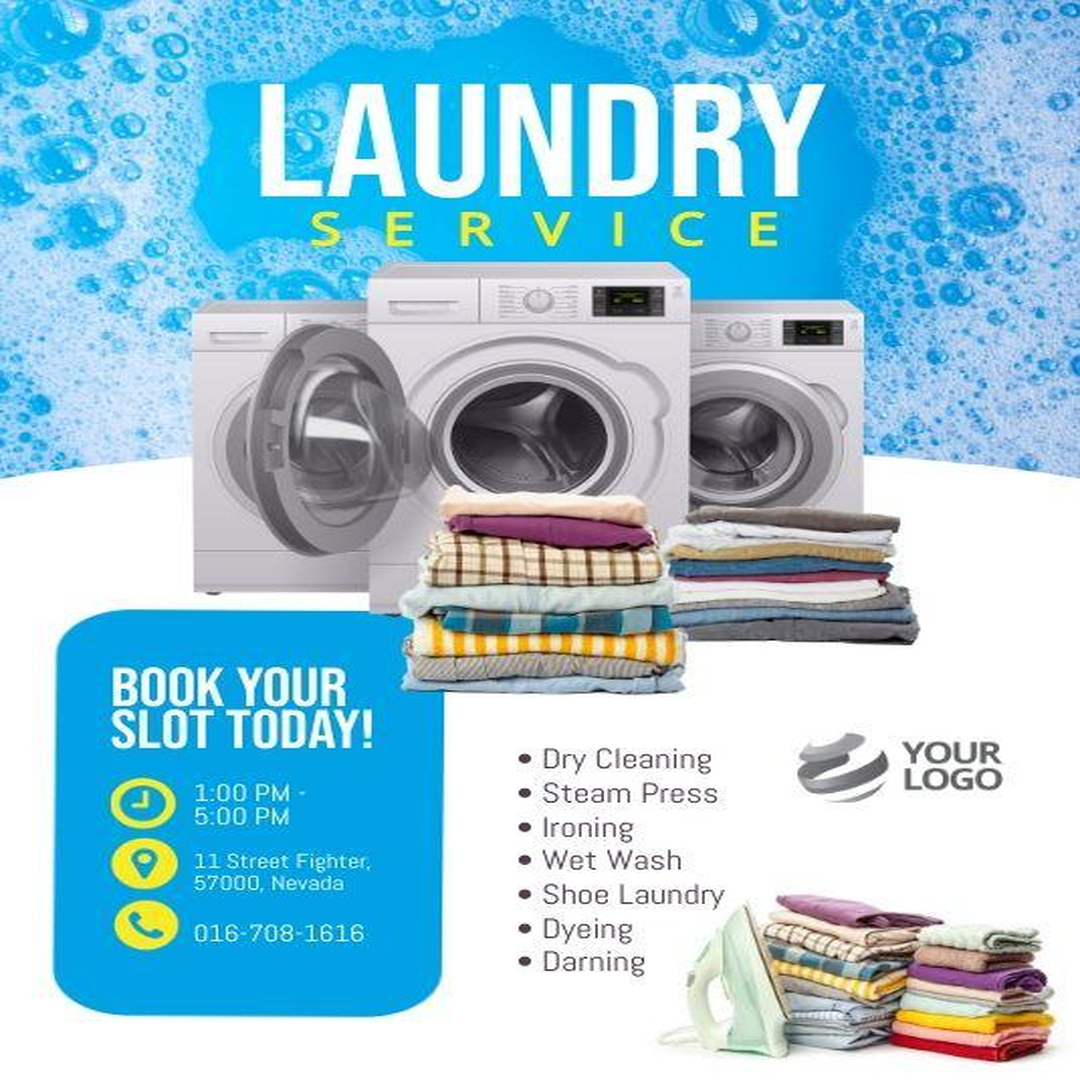 LAUNDRY
SERVICE
BOOK YOUR
SLOT TODAY!
1:00 PM -
5:00 PM
11 Street Fighter,
57000, Nevada
016-708-1616
• Dry Cleaning
• Steam Press
• Ironing
• Wet Wash
• Shoe Laundry
• Dyeing
• Darning
YOUR
LOGO